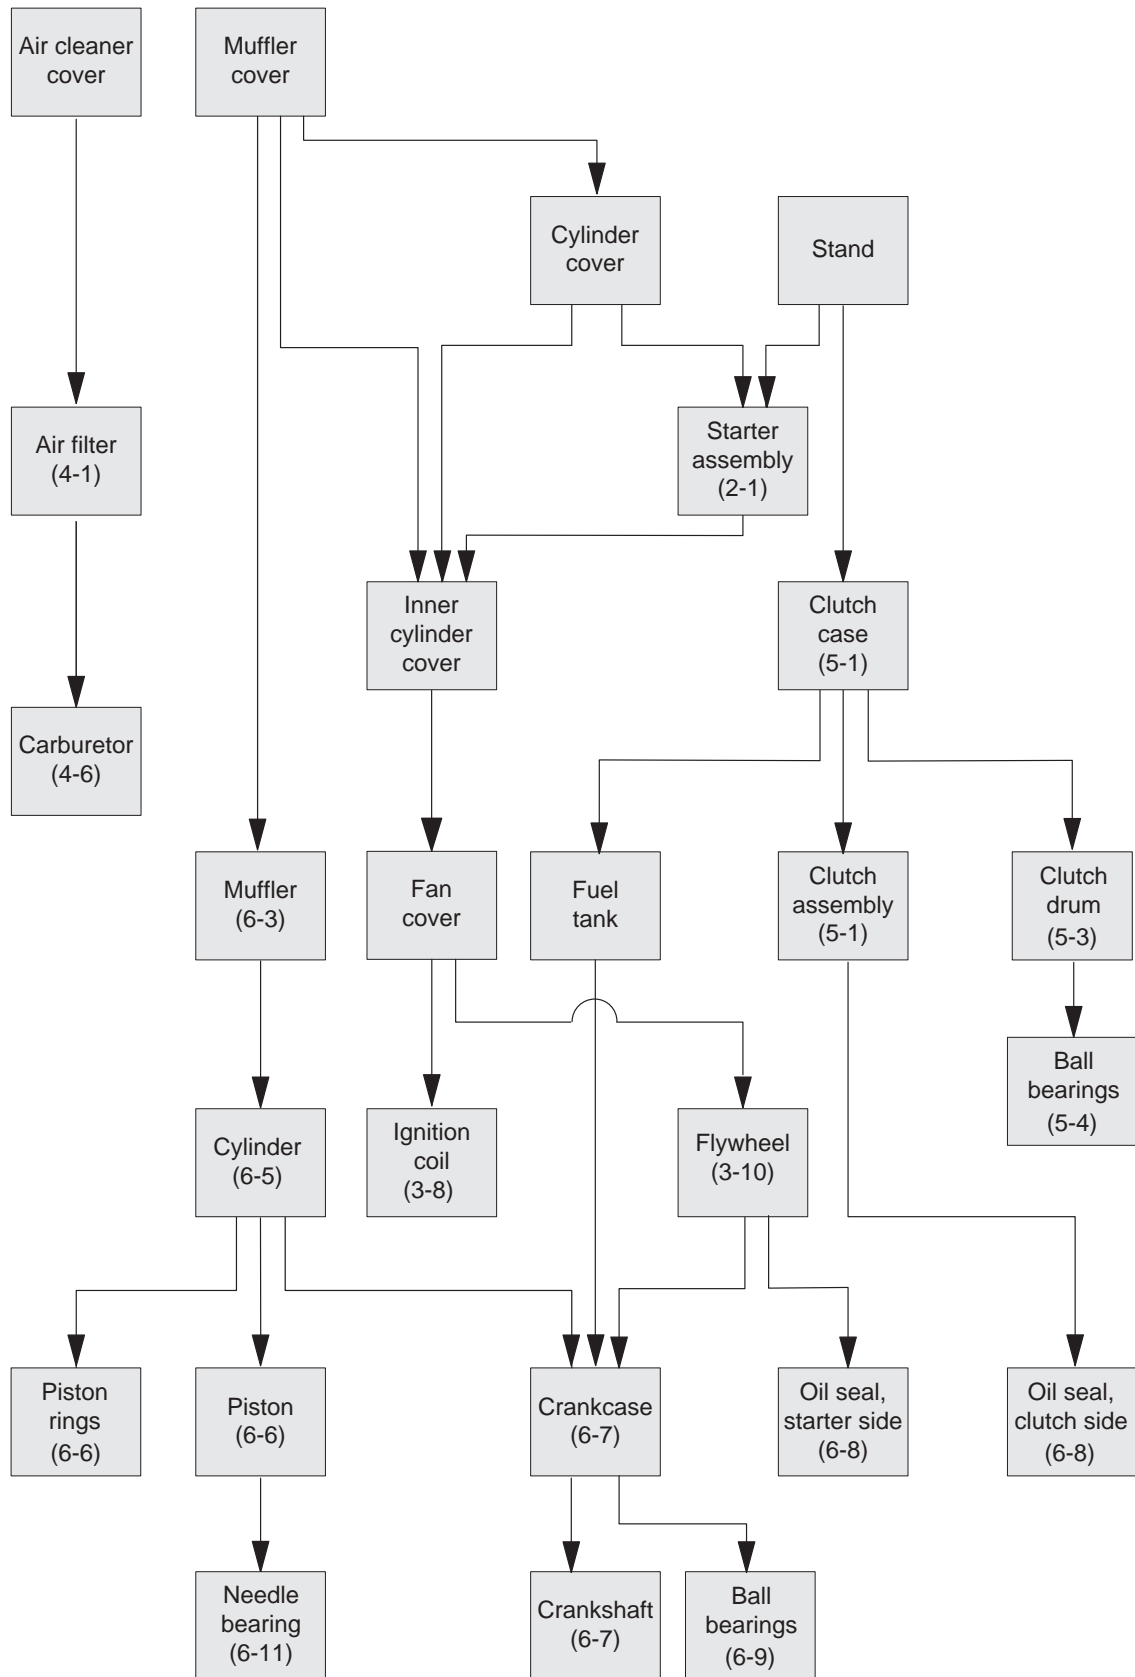 Air cleaner
cover
Muffler
cover
Cylinder
cover
Stand
Air filter
(4-1)
Starter
assembly
(2-1)
Inner
cylinder
cover
Clutch
case
(5-1)
Carburetor
(4-6)
Muffler
(6-3)
Fan
cover
Fuel
tank
Clutch
assembly
(5-1)
Clutch
drum
(5-3)
Ball
bearings
(5-4)
Cylinder
(6-5)
Ignition
coil
(3-8)
Flywheel
(3-10)
Piston
rings
(6-6)
Piston
(6-6)
Crankcase
(6-7)
Oil seal,
starter side
(6-8)
Oil seal,
clutch side
(6-8)
Needle
bearing
(6-11)
Crankshaft
(6-7)
Ball
bearings
(6-9)